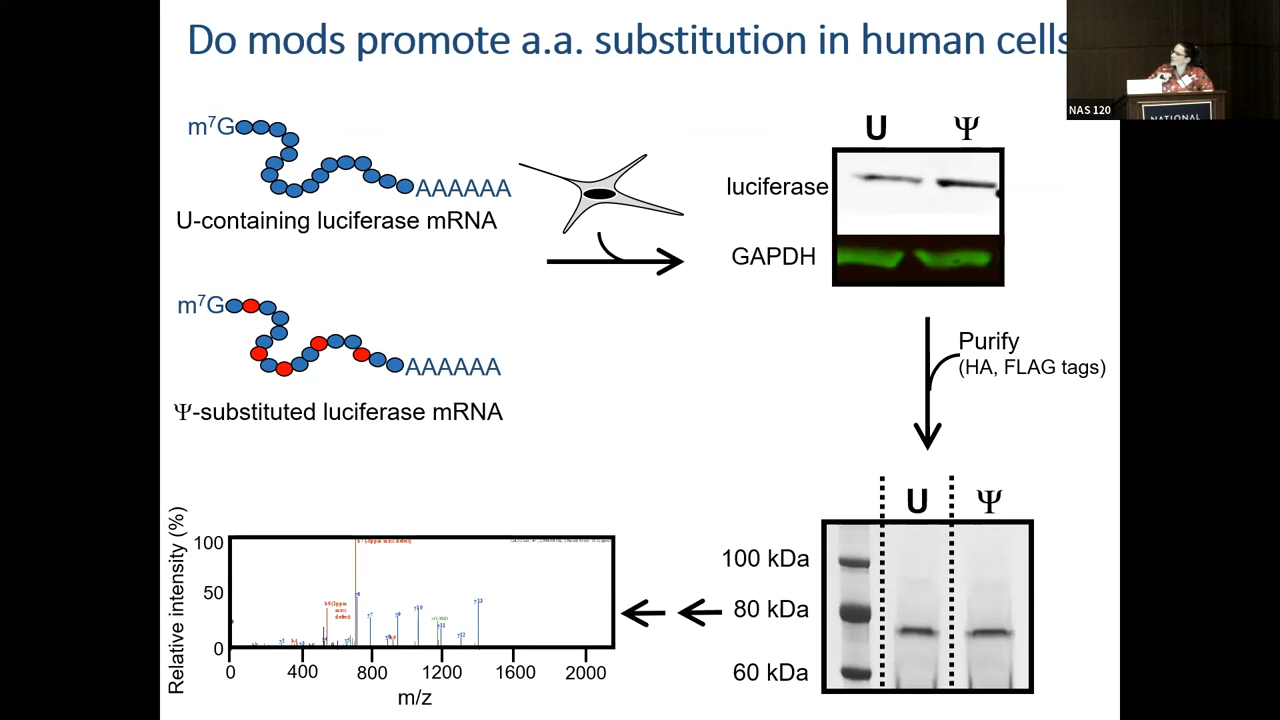 Do mods promote a.a. substitution in human cells
NAS 120
NATIONAL
m⁷G
AAAAAA
U-containing luciferase mRNA
m⁷G
AAAAAA
Ψ-substituted luciferase mRNA
U Ψ
luciferase
GAPDH
Purify
(HA, FLAG tags)
U Ψ
100 kDa
80 kDa
60 kDa
Relative intensity (%)
100
50
0
0 400 800 1200 1600 2000
m/z